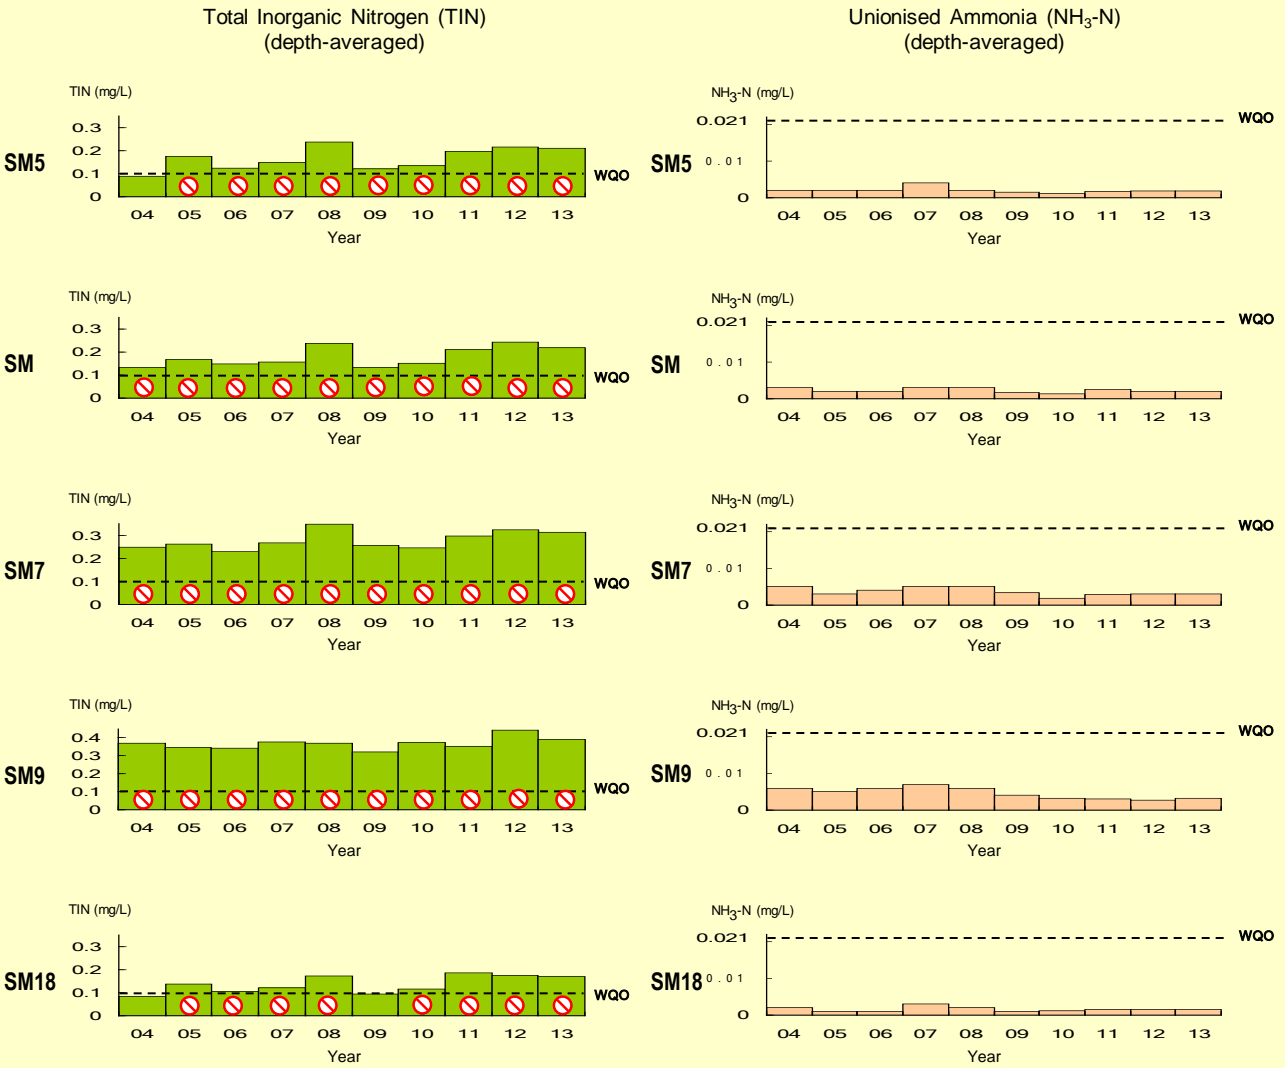 Total Inorganic Nitrogen (TIN)
(depth-averaged)
Unionised Ammonia (NH3-N)
(depth-averaged)
TIN (mg/L)
0.3
0.2
0.1
0
SM5
WQO
04 05 06 07 08 09 10 11 12 13
Year
NH3-N (mg/L)
0.021
0.01
0
SM5
WQO
04 05 06 07 08 09 10 11 12 13
Year
TIN (mg/L)
0.3
0.2
0.1
0
SM
WQO
04 05 06 07 08 09 10 11 12 13
Year
NH3-N (mg/L)
0.021
0.01
0
SM
WQO
04 05 06 07 08 09 10 11 12 13
Year
TIN (mg/L)
0.3
0.2
0.1
0
SM7
WQO
04 05 06 07 08 09 10 11 12 13
Year
NH3-N (mg/L)
0.021
0.01
0
SM7
WQO
04 05 06 07 08 09 10 11 12 13
Year
TIN (mg/L)
0.4
0.3
0.2
0.1
0
SM9
WQO
04 05 06 07 08 09 10 11 12 13
Year
NH3-N (mg/L)
0.021
0.01
0
SM9
WQO
04 05 06 07 08 09 10 11 12 13
Year
TIN (mg/L)
0.3
0.2
0.1
0
SM18
WQO
04 05 06 07 08 09 10 11 12 13
Year
NH3-N (mg/L)
0.021
0.01
0
SM18
WQO
04 05 06 07 08 09 10 11 12 13
Year